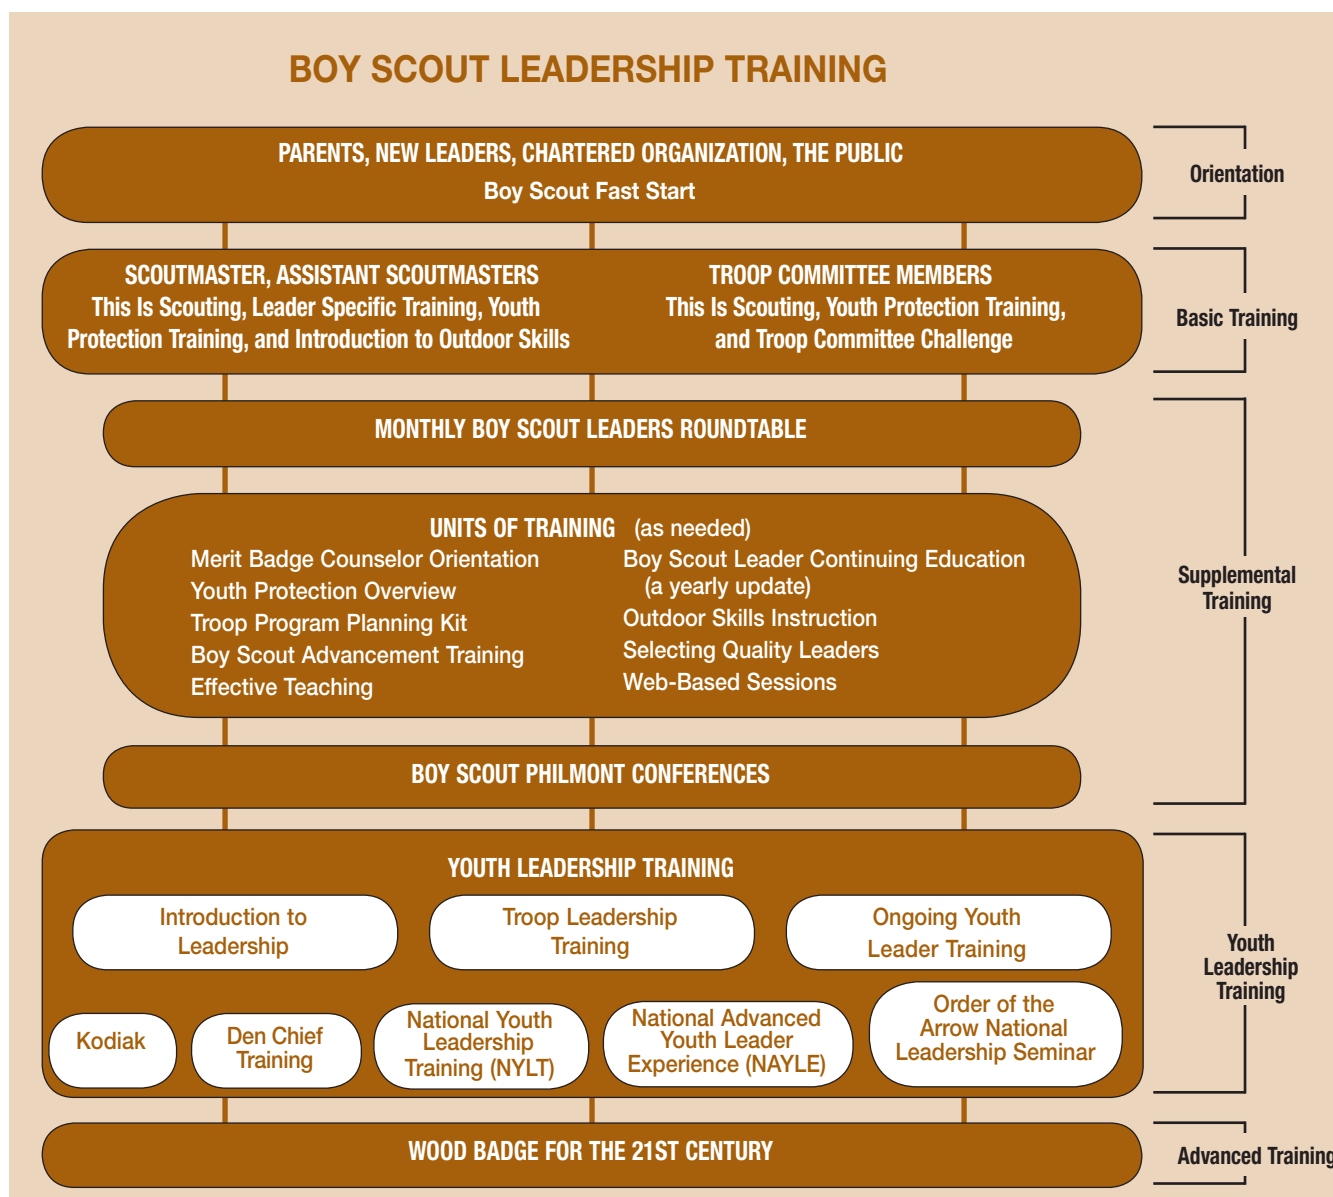 BOY SCOUT LEADERSHIP TRAINING
PARENTS, NEW LEADERS, CHARTERED ORGANIZATION, THE PUBLIC
Boy Scout Fast Start
Orientation
SCOUTMASTER, ASSISTANT SCOUTMASTERS
This Is Scouting, Leader Specific Training, Youth
Protection Training, and Introduction to Outdoor Skills
TROOP COMMITTEE MEMBERS
This Is Scouting, Youth Protection Training,
and Troop Committee Challenge
Basic Training
MONTHLY BOY SCOUT LEADERS ROUNDTABLE
UNITS OF TRAINING (as needed)
Merit Badge Counselor Orientation
Youth Protection Overview
Troop Program Planning Kit
Boy Scout Advancement Training
Effective Teaching
Boy Scout Leader Continuing Education
(a yearly update)
Outdoor Skills Instruction
Selecting Quality Leaders
Web-Based Sessions
BOY SCOUT PHILMONT CONFERENCES
Supplemental
Training
YOUTH LEADERSHIP TRAINING
Introduction to
Leadership
Troop Leadership
Training
Ongoing Youth
Leader Training
Kodiak
Den Chief
Training
National Youth
Leadership
Training (NYLT)
National Advanced
Youth Leader
Experience (NAYLE)
Order of the
Arrow National
Leadership Seminar
Youth
Leadership
Training
WOOD BADGE FOR THE 21ST CENTURY
Advanced Training